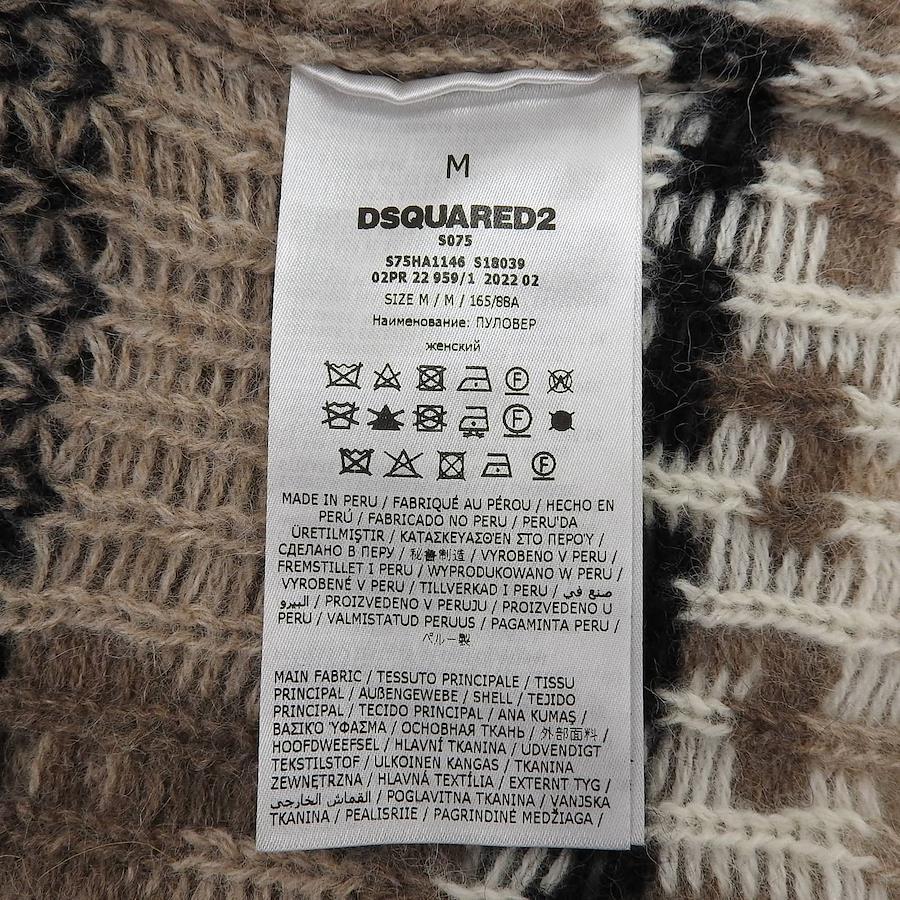 M
DSQUARED2
S075
S75HA1146 S18039
02PR 22 959/1 2022 02
SIZE M / M / 165/88A
Наименование: ПУЛОВЕР
женский
F
F
F
MADE IN PERU / FABRIQUÉ AU PÉROU / HECHO EN
PERÚ / FABRICADO NO PERU / PERU'DA
ÜRETILMIŞTIR / ΚΑΤΑΣΚΕΥΑΣΘΈΝ ΣΤΟ ΠΕΡΟΎ /
СДЕЛАНО В ПЕРУ / 秘鲁制造 / VYROBENO V PERU /
FREMSTILLET I PERU / WYPRODUKOWANO W PERU /
VYROBENÉ V PERU / TILLVERKAD I PERU / صنع في
البيرو / PROIZVEDENO V PERUJU / PROIZVEDENO U
PERU / VALMISTATUD PERUUS / PAGAMINTA PERU /
ペルー製
MAIN FABRIC / TESSUTO PRINCIPALE / TISSU
PRINCIPAL / AUßENGEWEBE / SHELL / TEJIDO
PRINCIPAL / TECIDO PRINCIPAL / ANA KUMAŞ /
ΒΑΣΙΚΌ ΎΦΑΣΜΑ / ОСНОВНАЯ ТКАНЬ / 外部面料 /
HOOFDWEEFSEL / HLAVNÍ TKANINA / UDVENDIGT
TEKSTILSTOF / ULKOINEN KANGAS / TKANINA
ZEWNĘTRZNA / HLAVNÁ TEXTÍLIA / EXTERNT TYG /
القماش الخارجي / POGLAVITNA TKANINA / VANJSKA
TKANINA / PEALISRIIE / PAGRINDINĖ MEDŽIAGA /